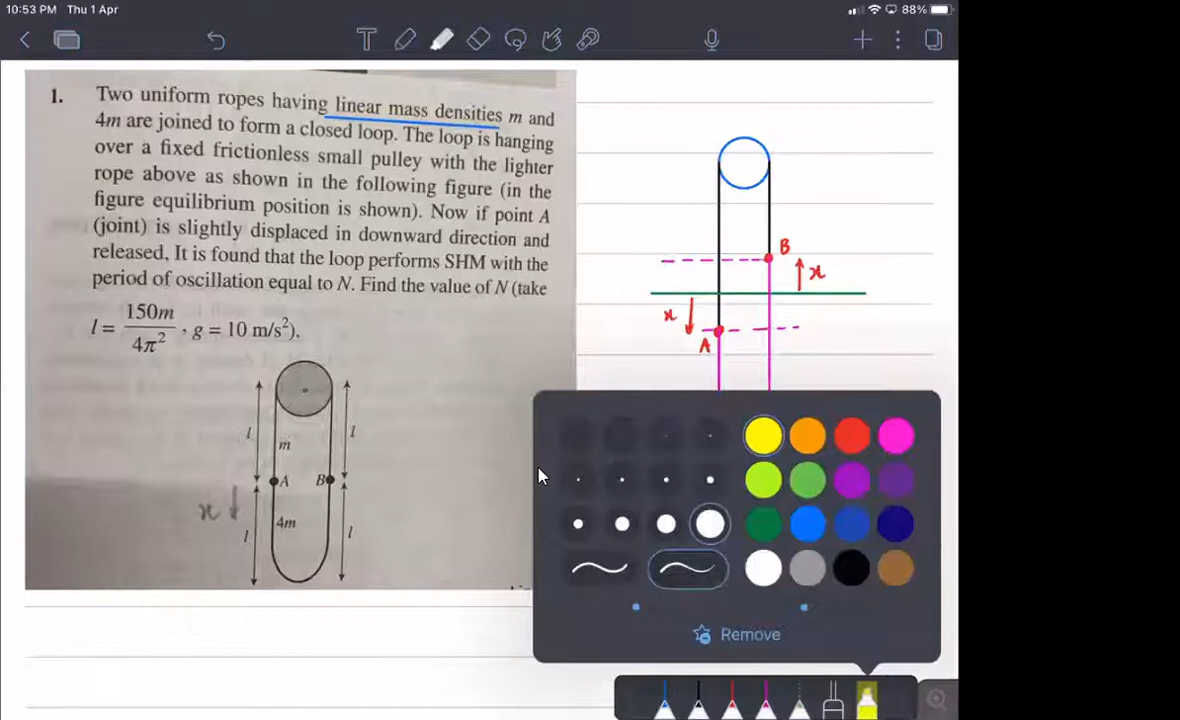 10:53 PM Thu 1 Apr
88%
T
1. Two uniform ropes having linear mass densities m and
4m are joined to form a closed loop. The loop is hanging
over a fixed frictionless small pulley with the lighter
rope above as shown in the following figure (in the
figure equilibrium position is shown). Now if point A
(joint) is slightly displaced in downward direction and
released, It is found that the loop performs SHM with the
period of oscillation equal to N. Find the value of N (take
l = 150m / 4π² , g = 10 m/s²).
l m l
A B
x
4m
l l
B
x
x
A
Remove